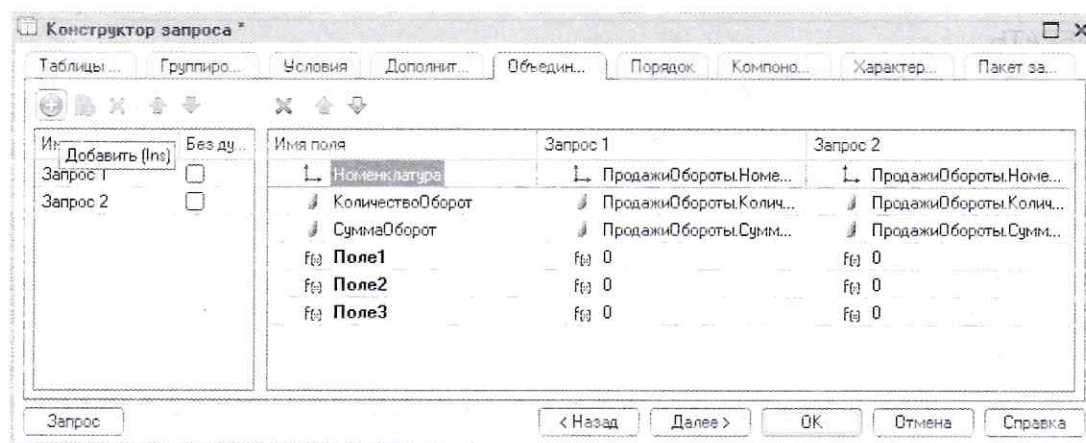 Конструктор запроса *
Таблицы ... Группиро... Условия Дополнит... Объедин... Порядок Компоно... Характер... Пакет за...
Без ду... Имя поля Запрос 1 Запрос 2
Добавить (Ins)
Запрос 1 Номенклатура ПродажиОбороты.Номе... ПродажиОбороты.Номе...
Запрос 2 КоличествоОборот ПродажиОбороты.Колич... ПродажиОбороты.Колич...
СуммаОборот ПродажиОбороты.Сумм... ПродажиОбороты.Сумм...
Поле1 0 0
Поле2 0 0
Поле3 0 0
Запрос < Назад Далее > ОК Отмена Справка